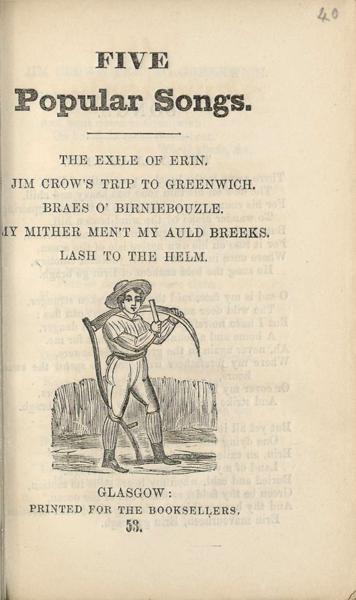 40
FIVE
Popular Songs.
THE EXILE OF ERIN.
JIM CROW'S TRIP TO GREENWICH.
BRAES O' BIRNIEBOUZLE.
MY MITHER MEN'T MY AULD BREEKS.
LASH TO THE HELM.
GLASGOW:
PRINTED FOR THE BOOKSELLERS.
53.